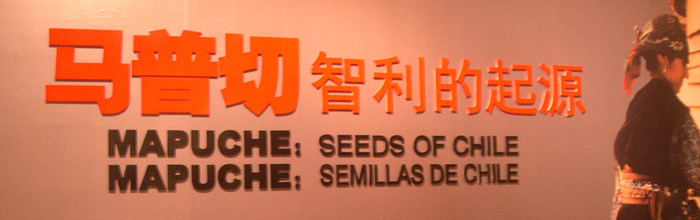 马普切智利的起源
MAPUCHE: SEEDS OF CHILE
MAPUCHE: SEMILLAS DE CHILE